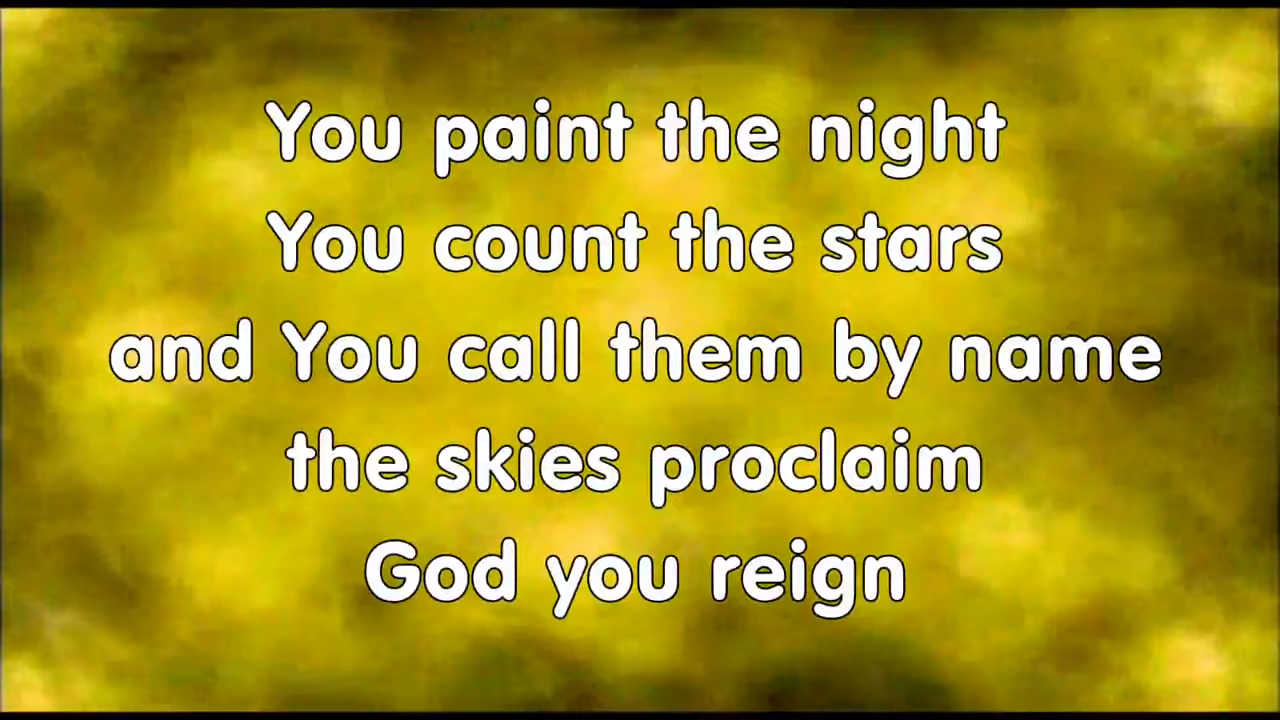 You paint the night
You count the stars
and You call them by name
the skies proclaim
God you reign